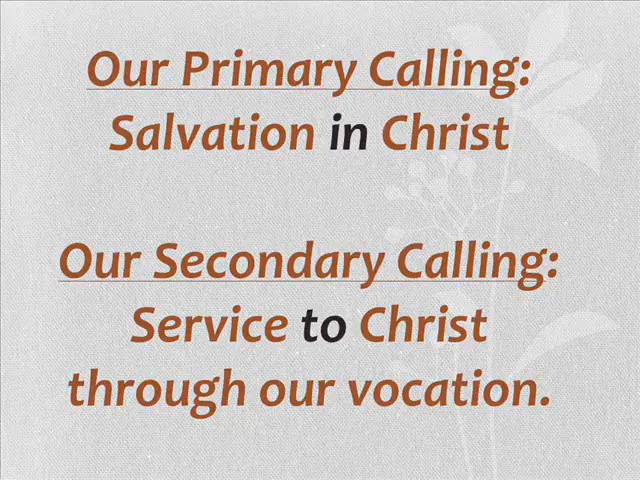 Our Primary Calling:
Salvation in Christ
Our Secondary Calling:
Service to Christ
through our vocation.